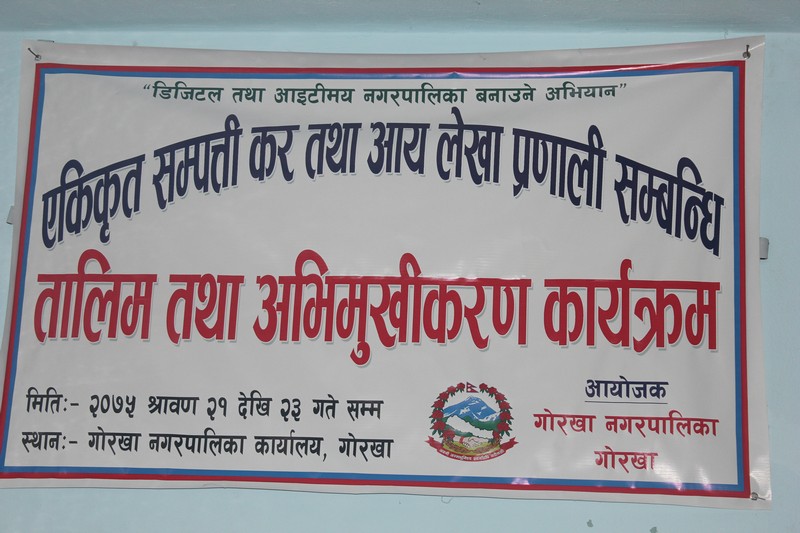 “डिजिटल तथा आइटीमय नगरपालिका बनाउने अभियान”
एकिकृत सम्पत्ती कर तथा आय लेखा प्रणाली सम्बन्धि
तालिम तथा अभिमुखीकरण कार्यक्रम
मितिः- २०७५ श्रावण २१ देखि २३ गते सम्म
स्थानः- गोरखा नगरपालिका कार्यालय, गोरखा
आयोजक
गोरखा नगरपालिका
गोरखा